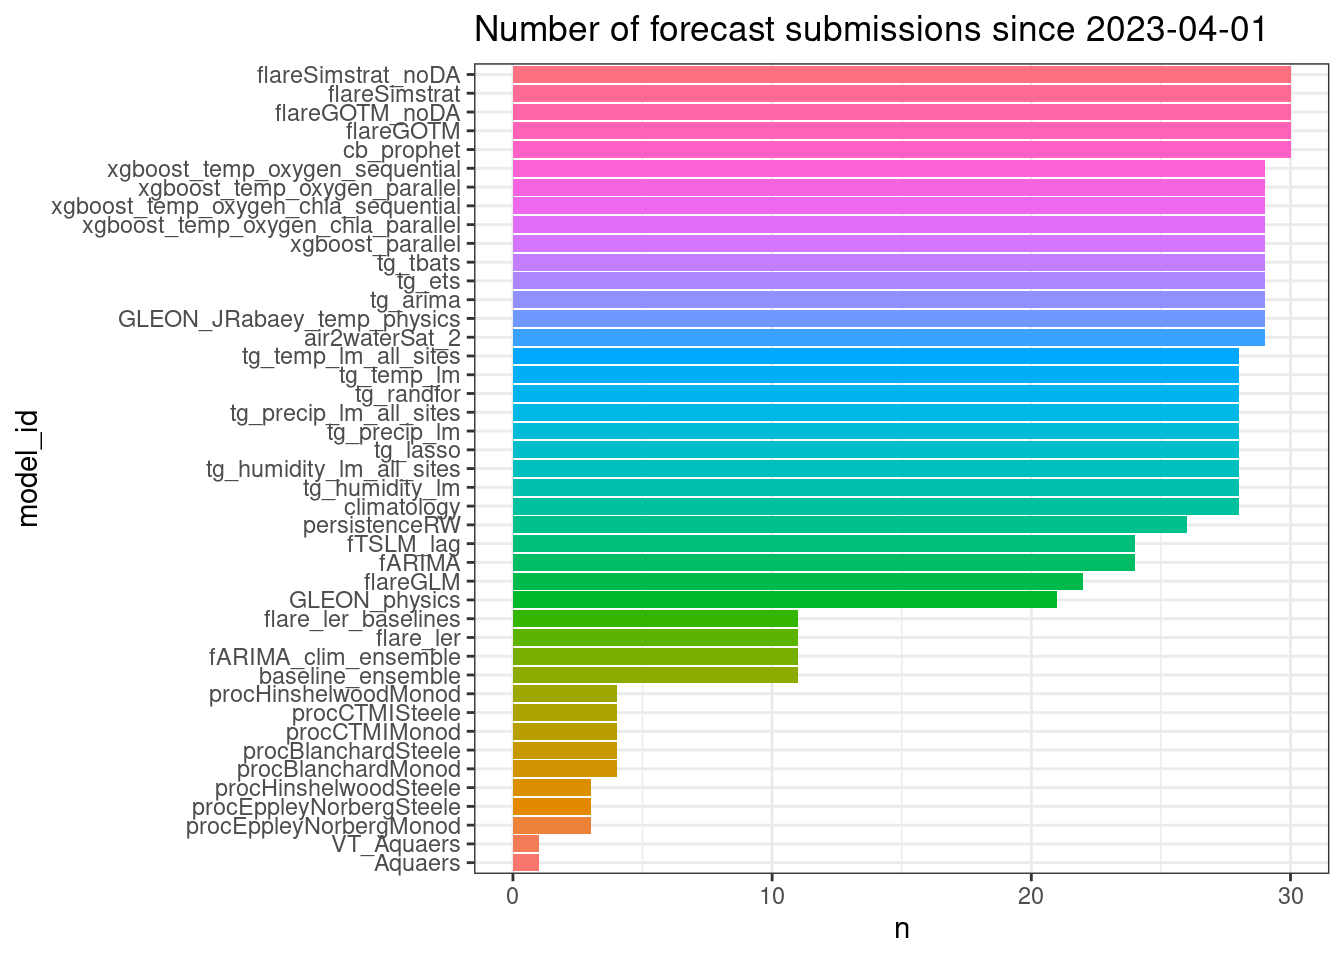 Number of forecast submissions since 2023-04-01
flareSimstrat_noDA
flareSimstrat
flareGOTM_noDA
flareGOTM
cb_prophet
xgboost_temp_oxygen_sequential
xgboost_temp_oxygen_parallel
xgboost_temp_oxygen_chla_sequential
xgboost_temp_oxygen_chla_parallel
xgboost_parallel
tg_tbats
tg_ets
tg_arima
GLEON_JRabaey_temp_physics
air2waterSat_2
tg_temp_lm_all_sites
tg_temp_lm
tg_randfor
tg_precip_lm_all_sites
tg_precip_lm
tg_lasso
tg_humidity_lm_all_sites
tg_humidity_lm
climatology
persistenceRW
fTSLM_lag
fARIMA
flareGLM
GLEON_physics
flare_ler_baselines
flare_ler
fARIMA_clim_ensemble
baseline_ensemble
procHinshelwoodMonod
procCTMISteele
procCTMIMonod
procBlanchardSteele
procBlanchardMonod
procHinshelwoodSteele
procEppleyNorbergSteele
procEppleyNorbergMonod
VT_Aquaers
Aquaers
model_id
0 10 20 30
n